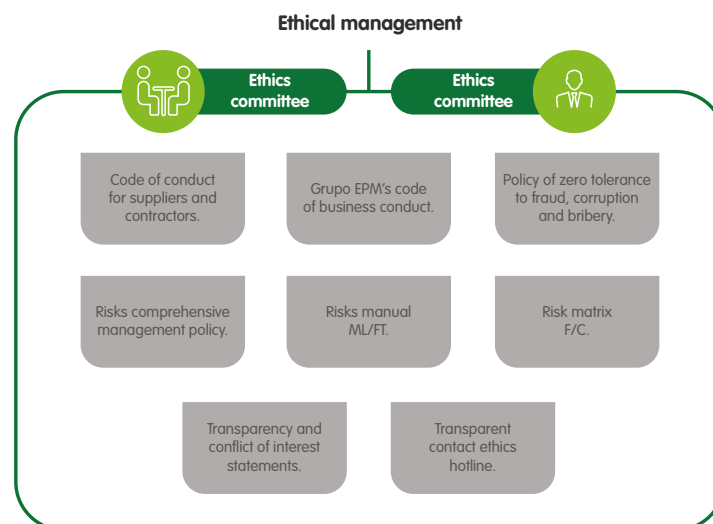 Ethical management
Ethics
committee
Ethics
committee
Code of conduct
for suppliers and
contractors.
Grupo EPM's code
of business conduct.
Policy of zero tolerance
to fraud, corruption
and bribery.
Risks comprehensive
management policy.
Risks manual
ML/FT.
Risk matrix
F/C.
Transparency and
conflict of interest
statements.
Transparent
contact ethics
hotline.